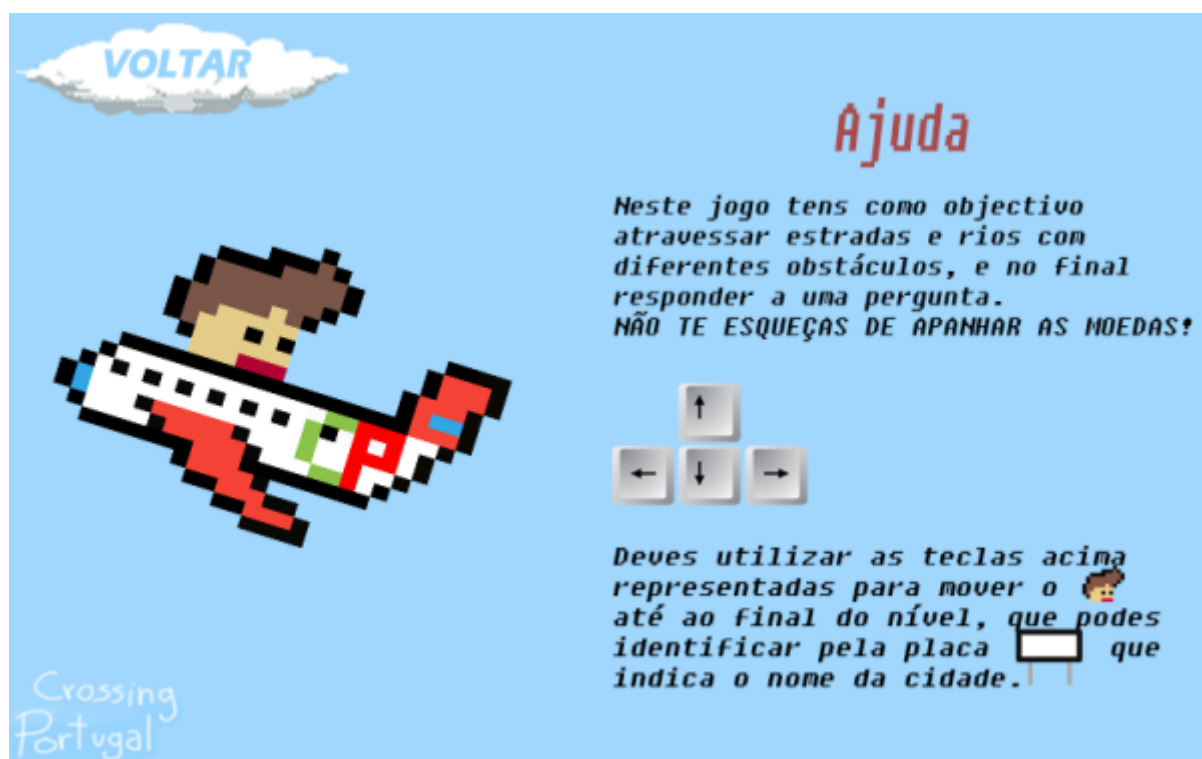 VOLTAR
Ajuda
Neste jogo tens como objectivo
atravessar estradas e rios com
diferentes obstáculos, e no final
responder a uma pergunta.
NÃO TE ESQUEÇAS DE APANHAR AS MOEDAS!
CP
↑
← ↓ →
Deves utilizar as teclas acima
representadas para mover o
até ao final do nível, que podes
identificar pela placa que
indica o nome da cidade.
Crossing
Portugal